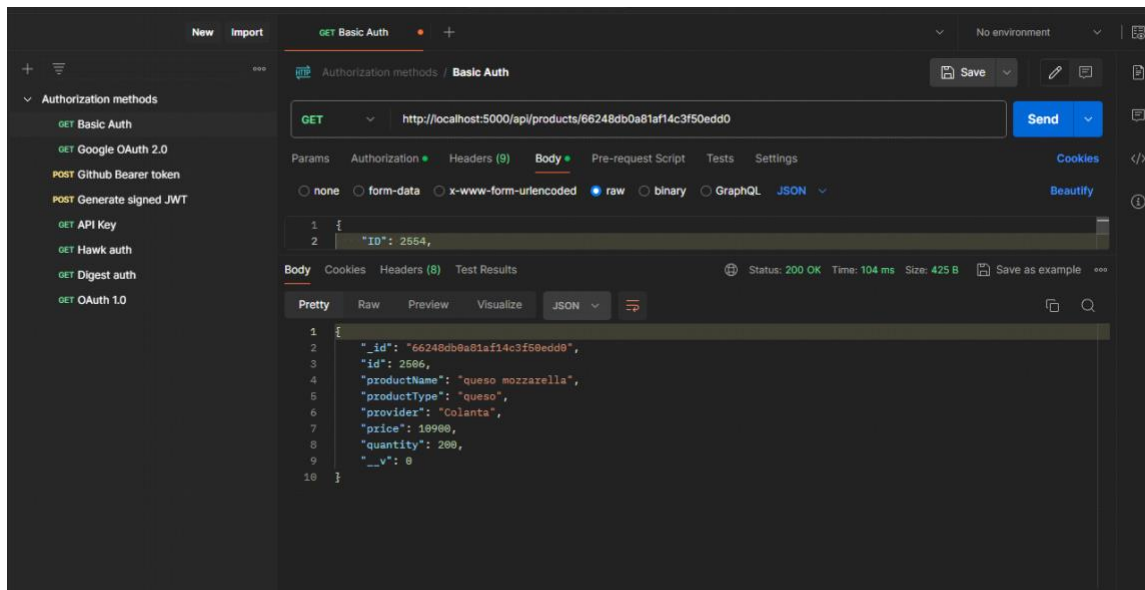 New Import
GET Basic Auth
No environment
Authorization methods / Basic Auth
Save
Authorization methods
GET Basic Auth
GET Google OAuth 2.0
POST Github Bearer token
POST Generate signed JWT
GET API Key
GET Hawk auth
GET Digest auth
GET OAuth 1.0
GET http://localhost:5000/api/products/66248db0a81af14c3f50edd0
Send
Params Authorization Headers (9) Body Pre-request Script Tests Settings Cookies
none form-data x-www-form-urlencoded raw binary GraphQL JSON Beautify
1 {
2 "ID": 2554,
Body Cookies Headers (8) Test Results Status: 200 OK Time: 104 ms Size: 425 B Save as example
Pretty Raw Preview Visualize JSON
1 {
2 "_id": "66248db0a81af14c3f50edd0",
3 "id": 2506,
4 "productName": "queso mozzarella",
5 "productType": "queso",
6 "provider": "Colanta",
7 "price": 10900,
8 "quantity": 200,
9 "__v": 0
10 }